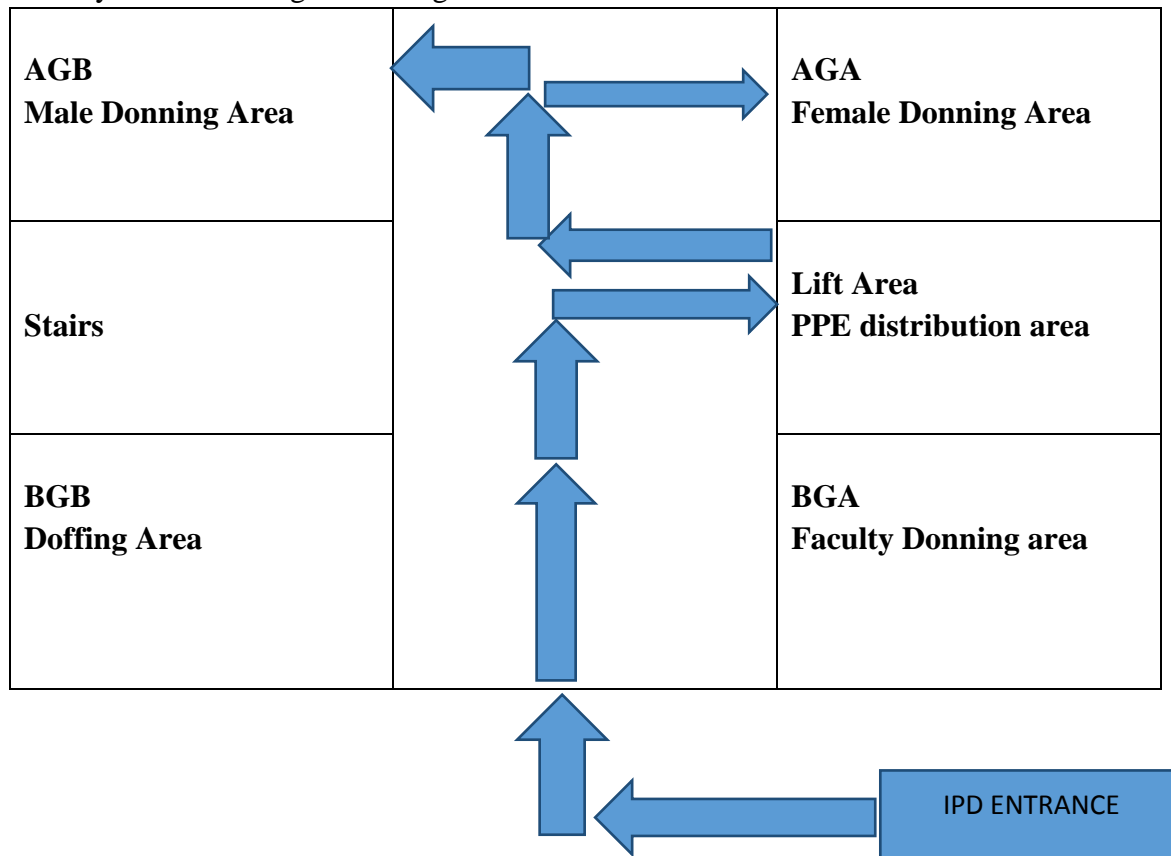 AGB
Male Donning Area
AGA
Female Donning Area
Stairs
Lift Area
PPE distribution area
BGB
Doffing Area
BGA
Faculty Donning area
IPD ENTRANCE